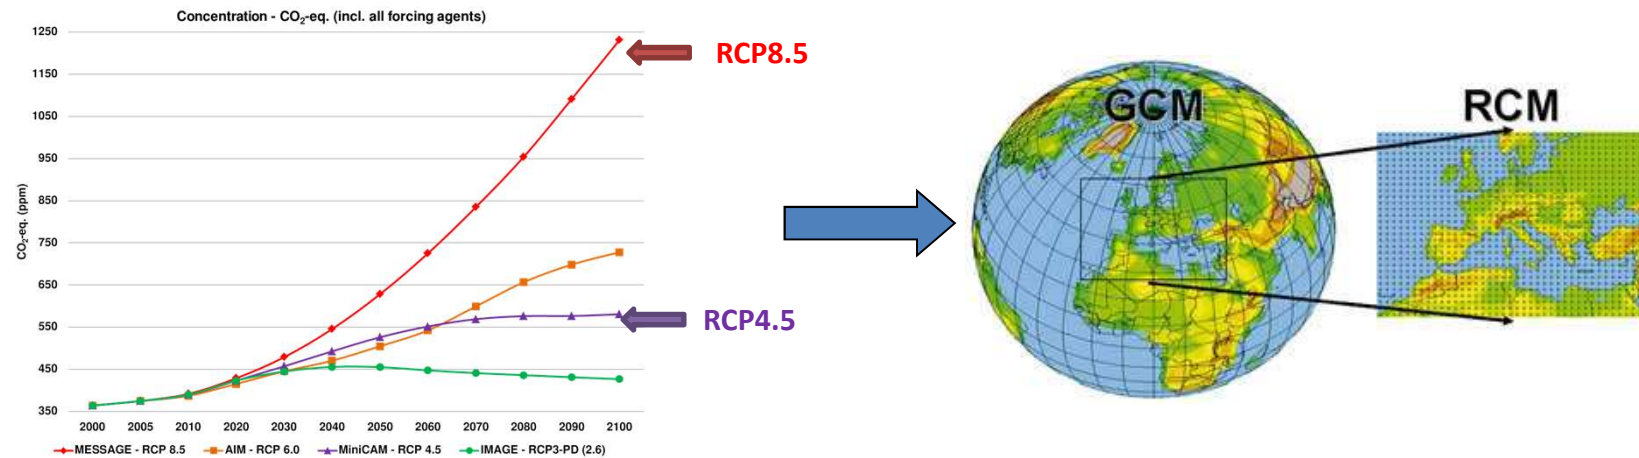 Concentration - CO₂-eq. (incl. all forcing agents)
CO₂-eq. (ppm)
1250
1150
1050
950
850
750
650
550
450
350
2000 2005 2010 2020 2030 2040 2050 2060 2070 2080 2090 2100
MESSAGE - RCP 8.5 AIM - RCP 6.0 MiniCAM - RCP 4.5 IMAGE - RCP3-PD (2.6)
RCP8.5
RCP4.5
GCM
RCM